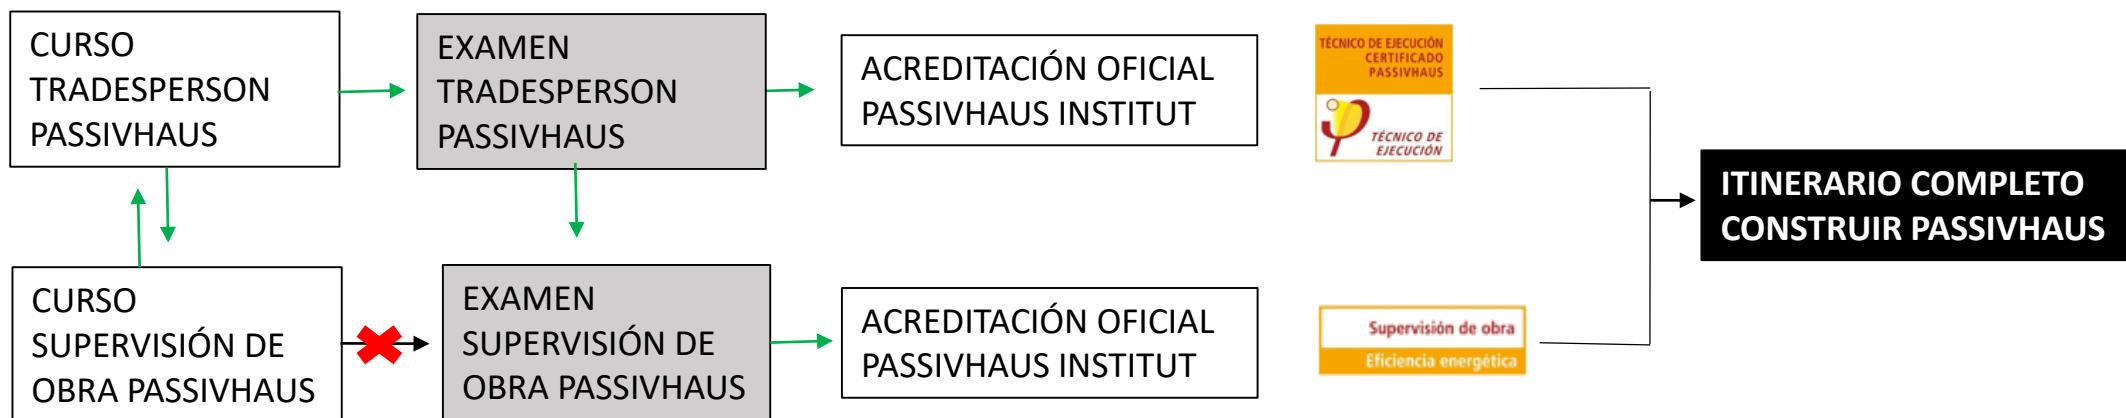 CURSO
TRADESPERSON
PASSIVHAUS
EXAMEN
TRADESPERSON
PASSIVHAUS
ACREDITACIÓN OFICIAL
PASSIVHAUS INSTITUT
TÉCNICO DE EJECUCIÓN
CERTIFICADO
PASSIVHAUS
TÉCNICO DE
EJECUCIÓN
CURSO
SUPERVISIÓN DE
OBRA PASSIVHAUS
EXAMEN
SUPERVISIÓN DE
OBRA PASSIVHAUS
ACREDITACIÓN OFICIAL
PASSIVHAUS INSTITUT
Supervisión de obra
Eficiencia energética
ITINERARIO COMPLETO
CONSTRUIR PASSIVHAUS